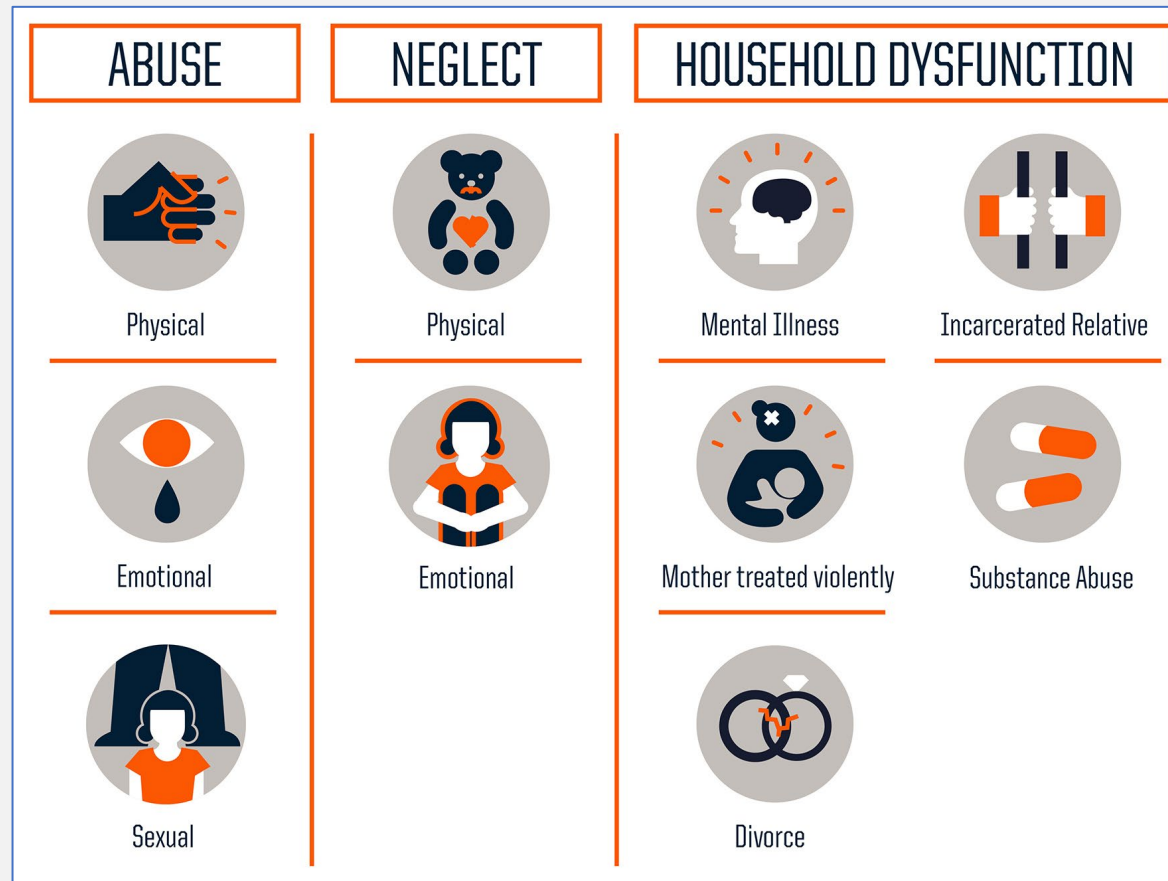 ABUSE
Physical
Emotional
Sexual
NEGLECT
Physical
Emotional
HOUSEHOLD DYSFUNCTION
Mental Illness
Incarcerated Relative
Mother treated violently
Substance Abuse
Divorce